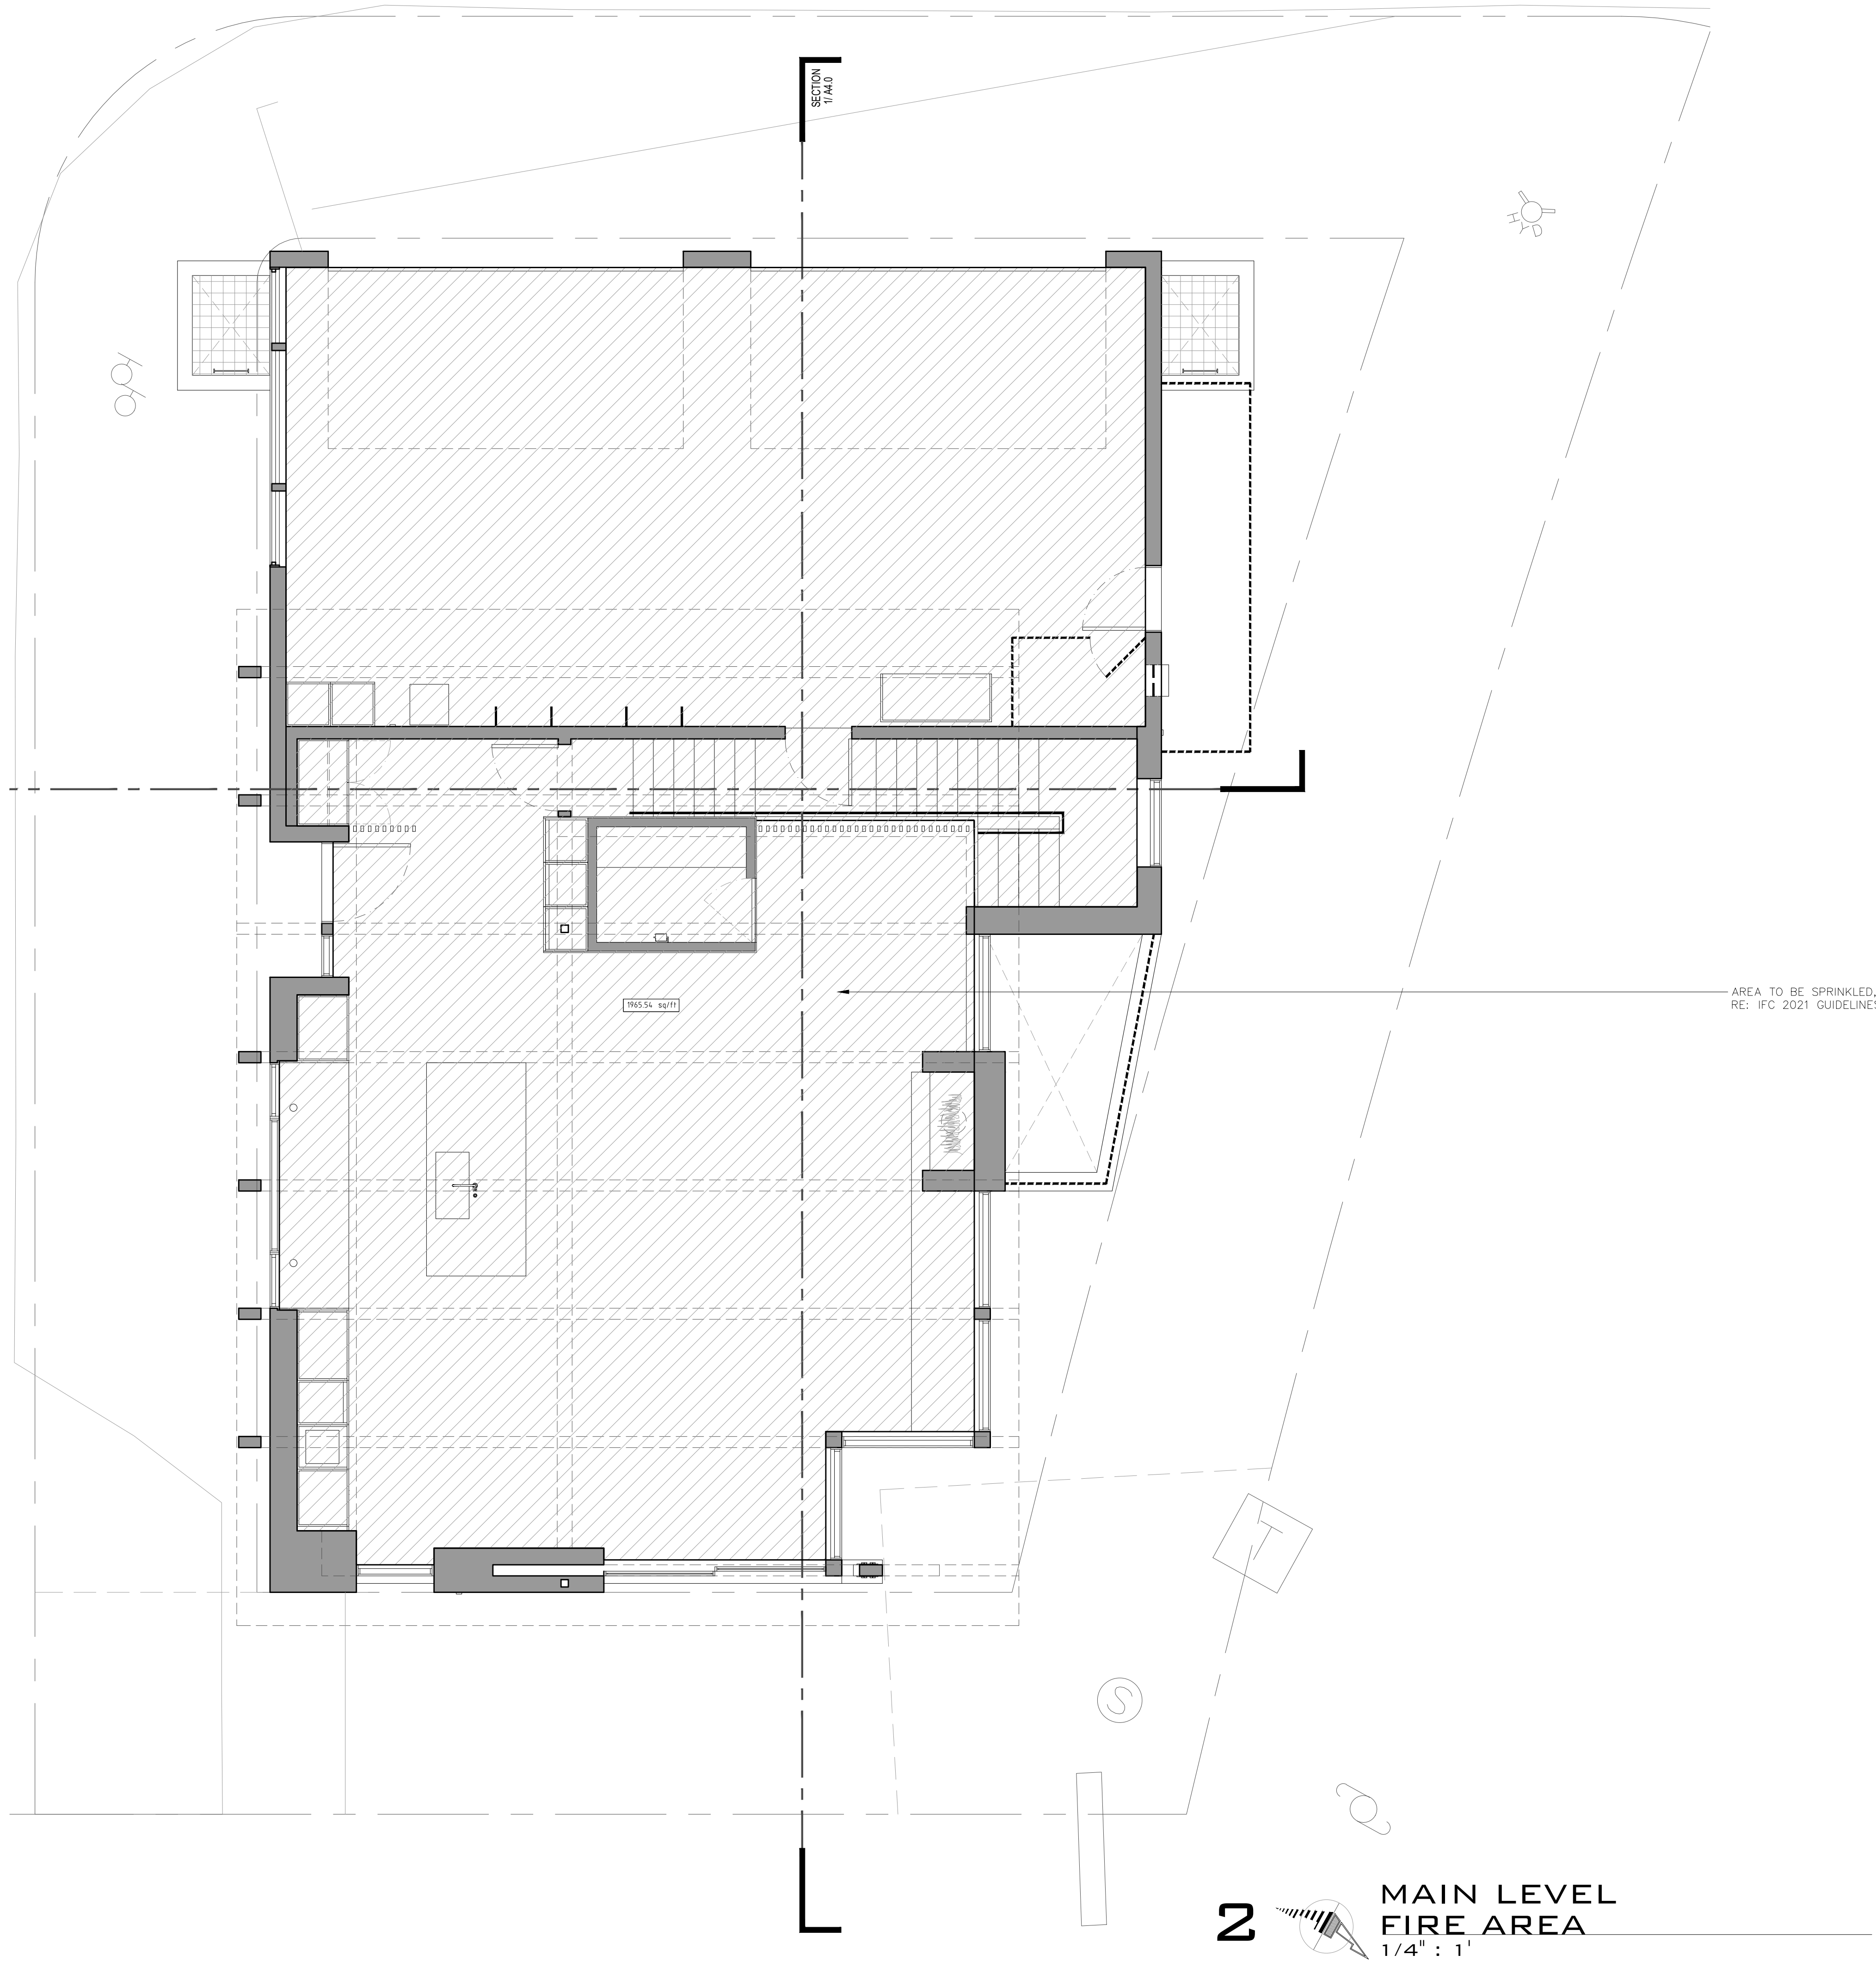 SECTION
1/ A4.0
HYD
1965.54 sq/ft
AREA TO BE SPRINKLED,
RE: IFC 2021 GUIDELINES
T
S
2
MAIN LEVEL
FIRE AREA
1/4" : 1'